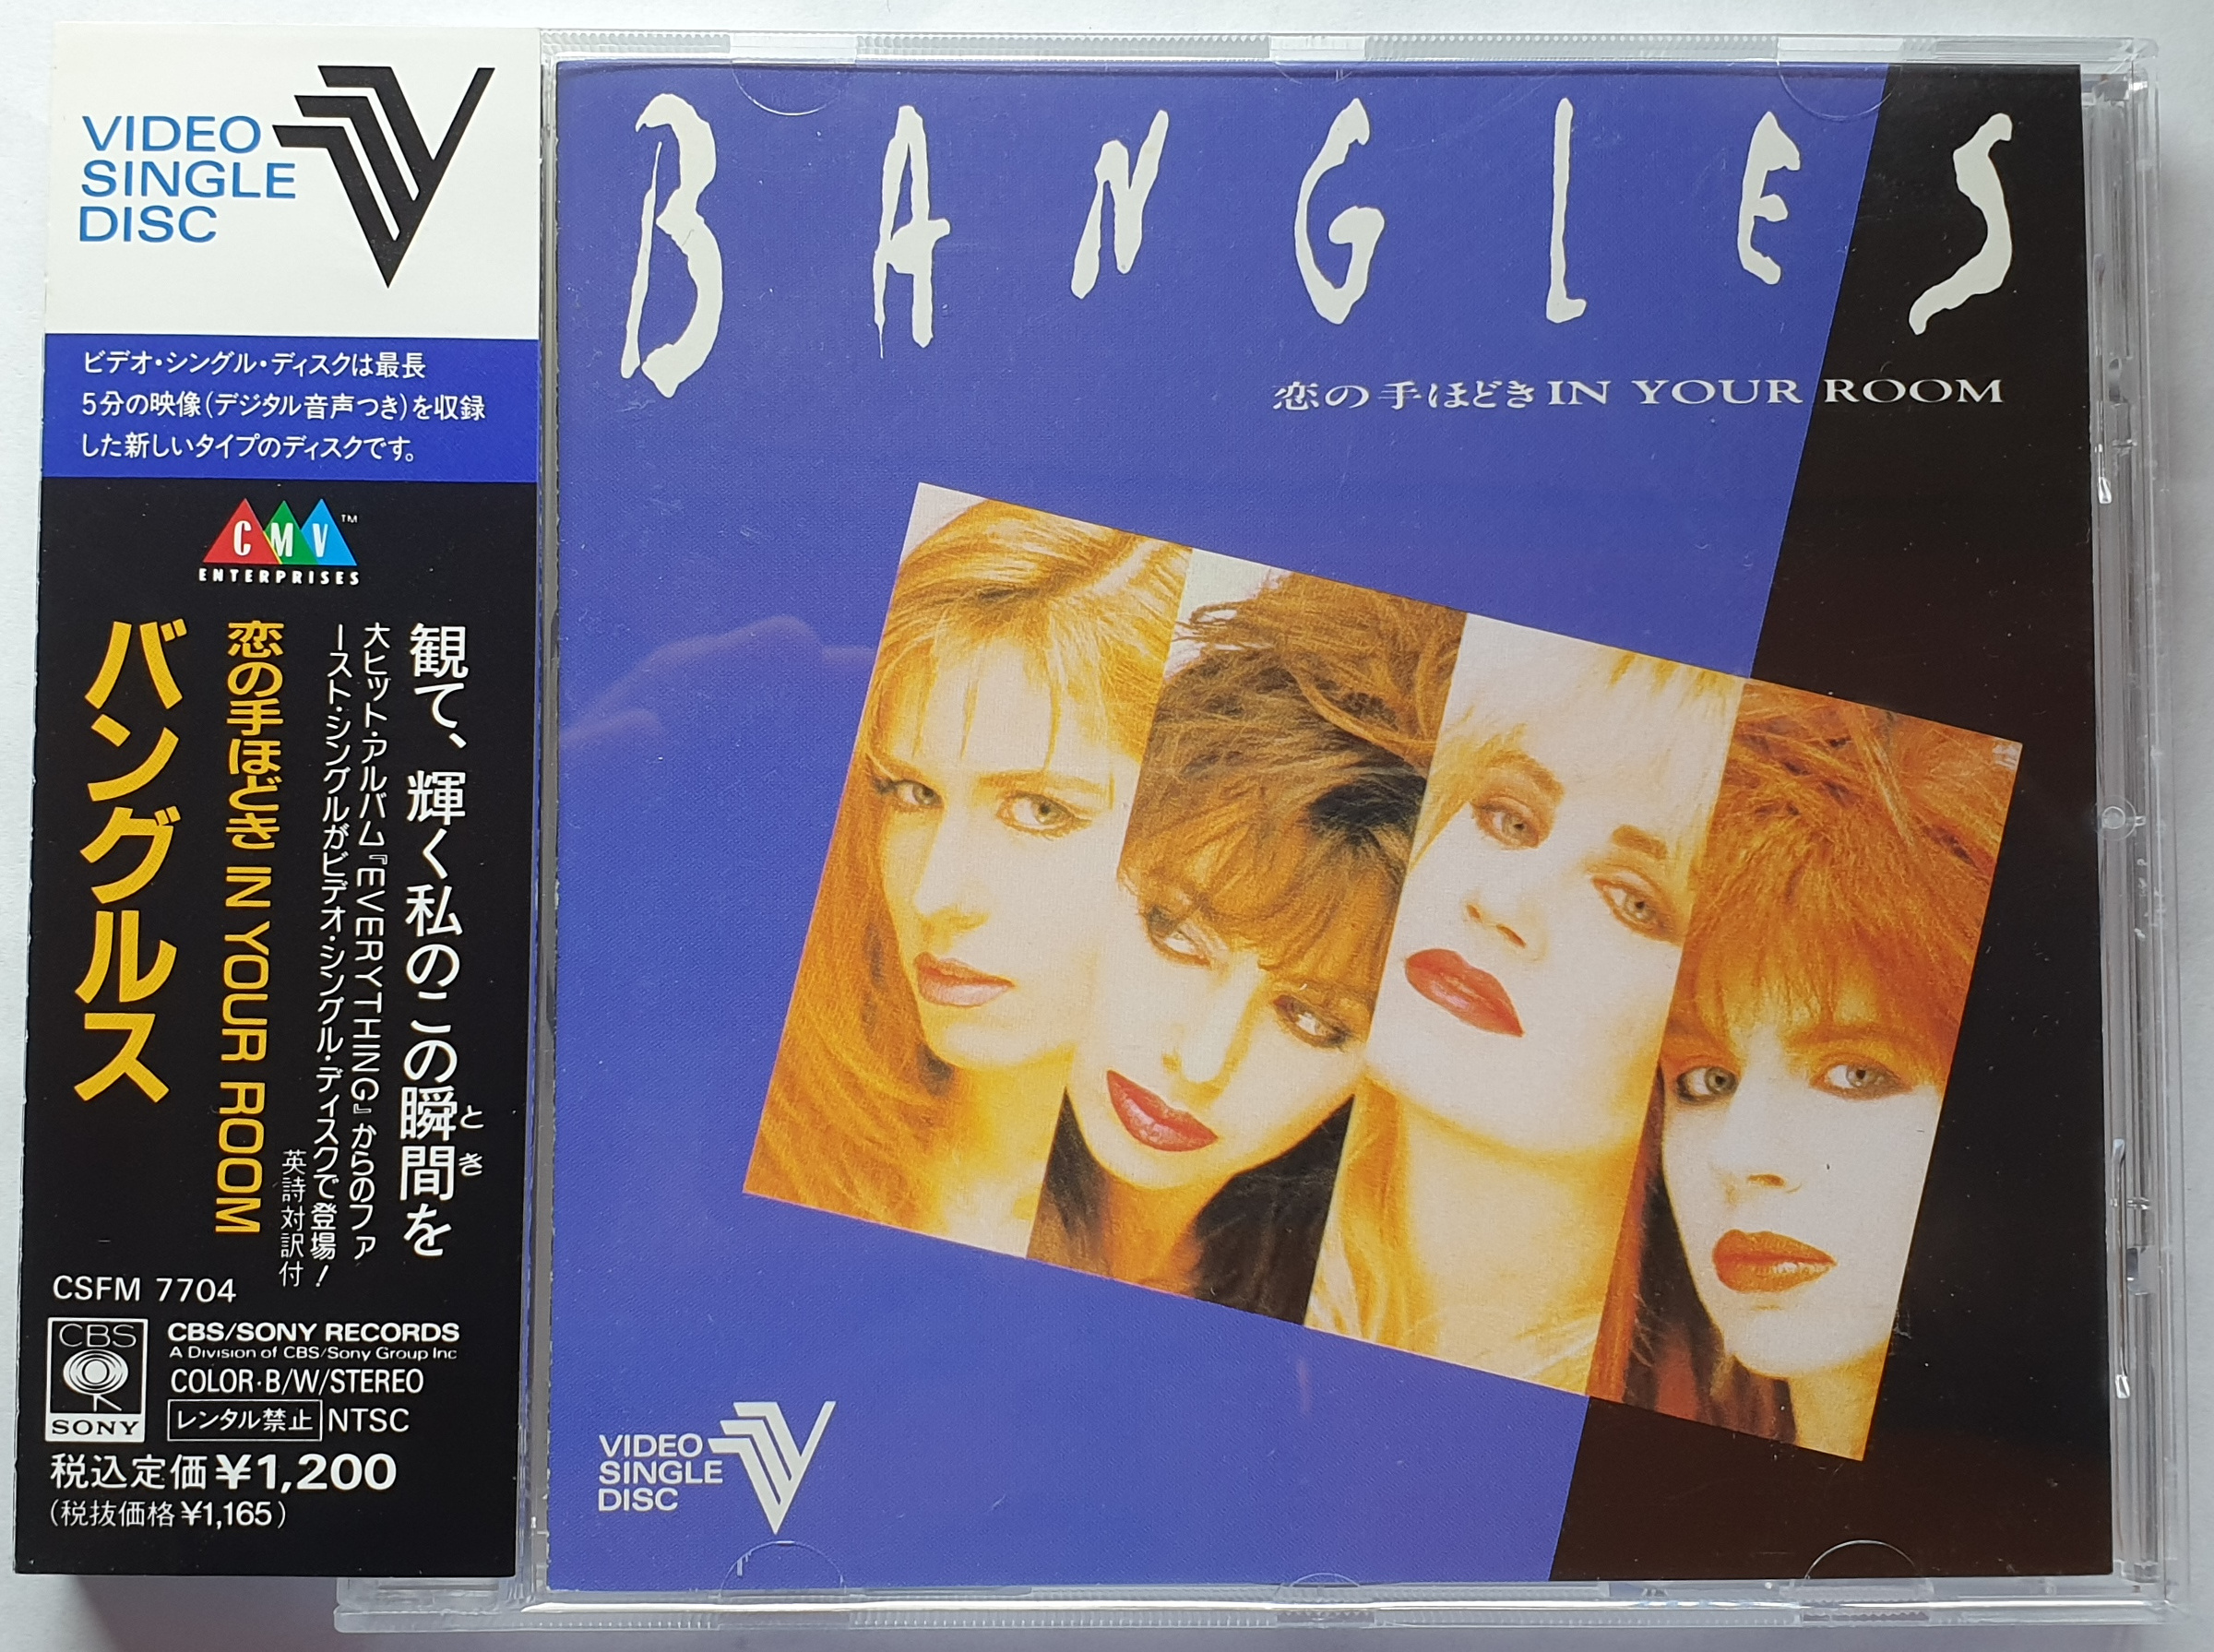 VIDEO
SINGLE
DISC
ビデオ・シングル・ディスクは最長
5分の映像(デジタル音声つき)を収録
した新しいタイプのディスクです。
CMV™
ENTERPRISES
観て、輝く私のこの瞬間を
とき
大ヒット・アルバム『EVERYTHING』からのファ
ースト・シングルがビデオ・シングル・ディスクで登場!
英詩対訳付
恋の手ほどき IN YOUR ROOM
バングルス
CSFM 7704
CBS
SONY
CBS/SONY RECORDS
A Division of CBS/Sony Group Inc
COLOR·B/W/STEREO
レンタル禁止 NTSC
税込定価¥1,200
(税抜価格¥1,165)
BANGLES
恋の手ほどき IN YOUR ROOM
VIDEO
SINGLE
DISC